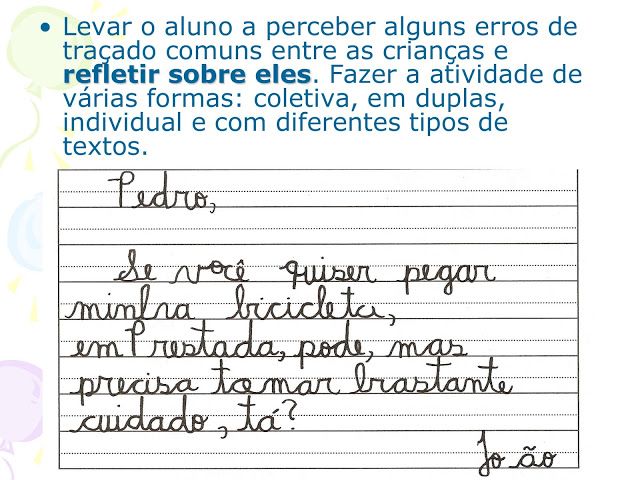 • Levar o aluno a perceber alguns erros de
traçado comuns entre as crianças e
refletir sobre eles. Fazer a atividade de
várias formas: coletiva, em duplas,
individual e com diferentes tipos de
textos.
Pedro,
Se você quiser pegar
minlna bicicleta,
emPrestada, pode, mas
precisa tomar brastante
cuidado, tá?
Jo ão